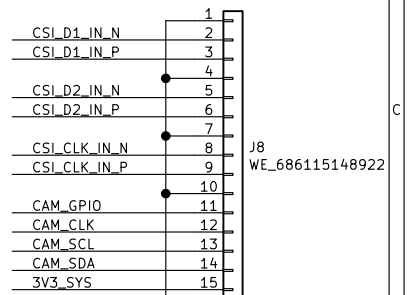 1
CSI_D1_IN_N 2
CSI_D1_IN_P 3
4
CSI_D2_IN_N 5
CSI_D2_IN_P 6
7
CSI_CLK_IN_N 8
CSI_CLK_IN_P 9
10
CAM_GPIO 11
CAM_CLK 12
CAM_SCL 13
CAM_SDA 14
3V3_SYS 15
J8
WE_686115148922
C